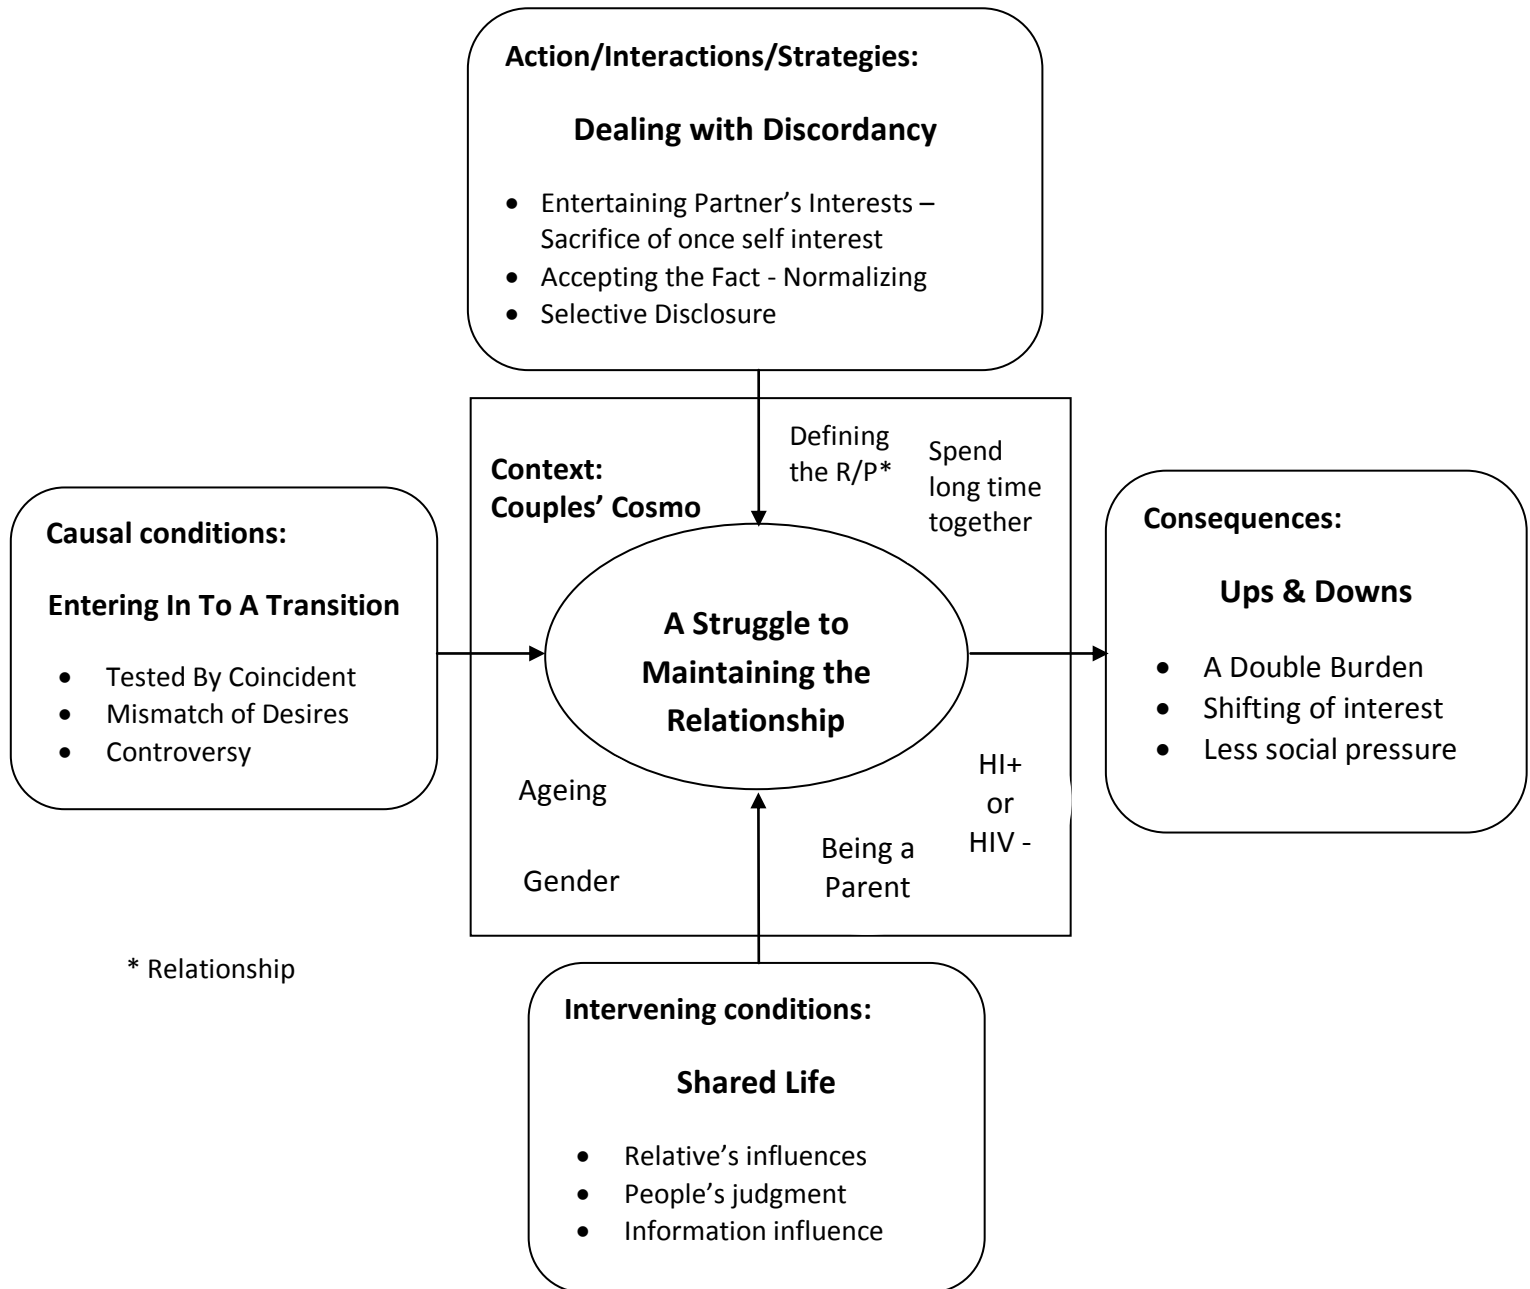 Action/Interactions/Strategies:
Dealing with Discordancy
• Entertaining Partner’s Interests –
Sacrifice of once self interest
• Accepting the Fact - Normalizing
• Selective Disclosure
Context:
Couples’ Cosmo
Defining
the R/P*
Spend
long time
together
Causal conditions:
Entering In To A Transition
• Tested By Coincident
• Mismatch of Desires
• Controversy
A Struggle to
Maintaining the
Relationship
Consequences:
Ups & Downs
• A Double Burden
• Shifting of interest
• Less social pressure
Ageing
Gender
Being a
Parent
HI+
or
HIV -
* Relationship
Intervening conditions:
Shared Life
• Relative’s influences
• People’s judgment
• Information influence